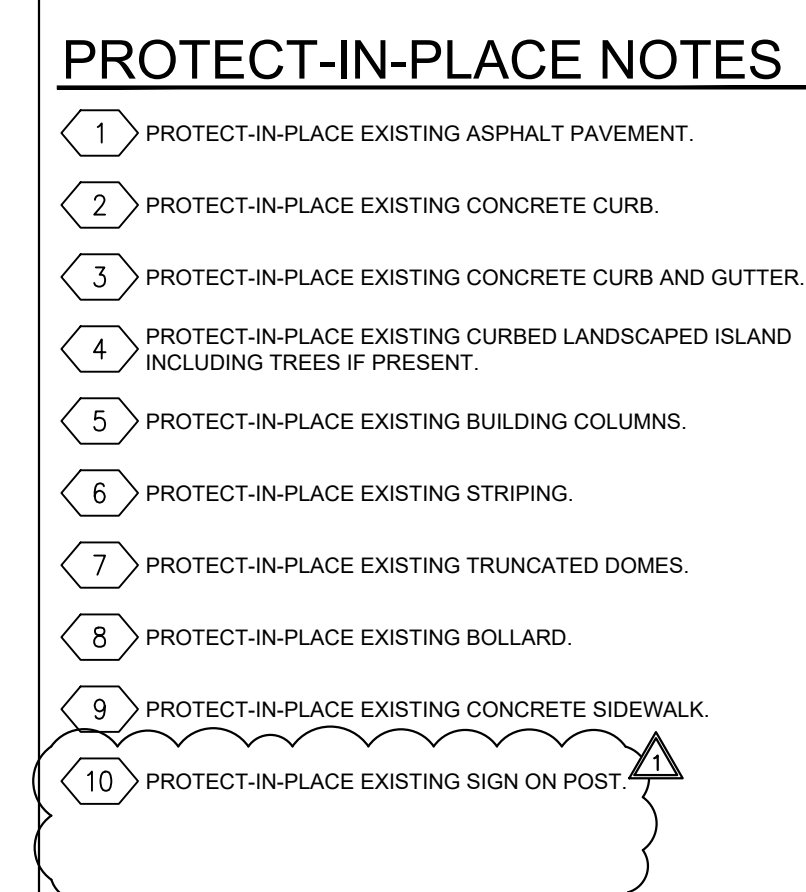 PROTECT-IN-PLACE NOTES
1 PROTECT-IN-PLACE EXISTING ASPHALT PAVEMENT.
2 PROTECT-IN-PLACE EXISTING CONCRETE CURB.
3 PROTECT-IN-PLACE EXISTING CONCRETE CURB AND GUTTER.
4 PROTECT-IN-PLACE EXISTING CURBED LANDSCAPED ISLAND
INCLUDING TREES IF PRESENT.
5 PROTECT-IN-PLACE EXISTING BUILDING COLUMNS.
6 PROTECT-IN-PLACE EXISTING STRIPING.
7 PROTECT-IN-PLACE EXISTING TRUNCATED DOMES.
8 PROTECT-IN-PLACE EXISTING BOLLARD.
9 PROTECT-IN-PLACE EXISTING CONCRETE SIDEWALK.
10 PROTECT-IN-PLACE EXISTING SIGN ON POST. 1